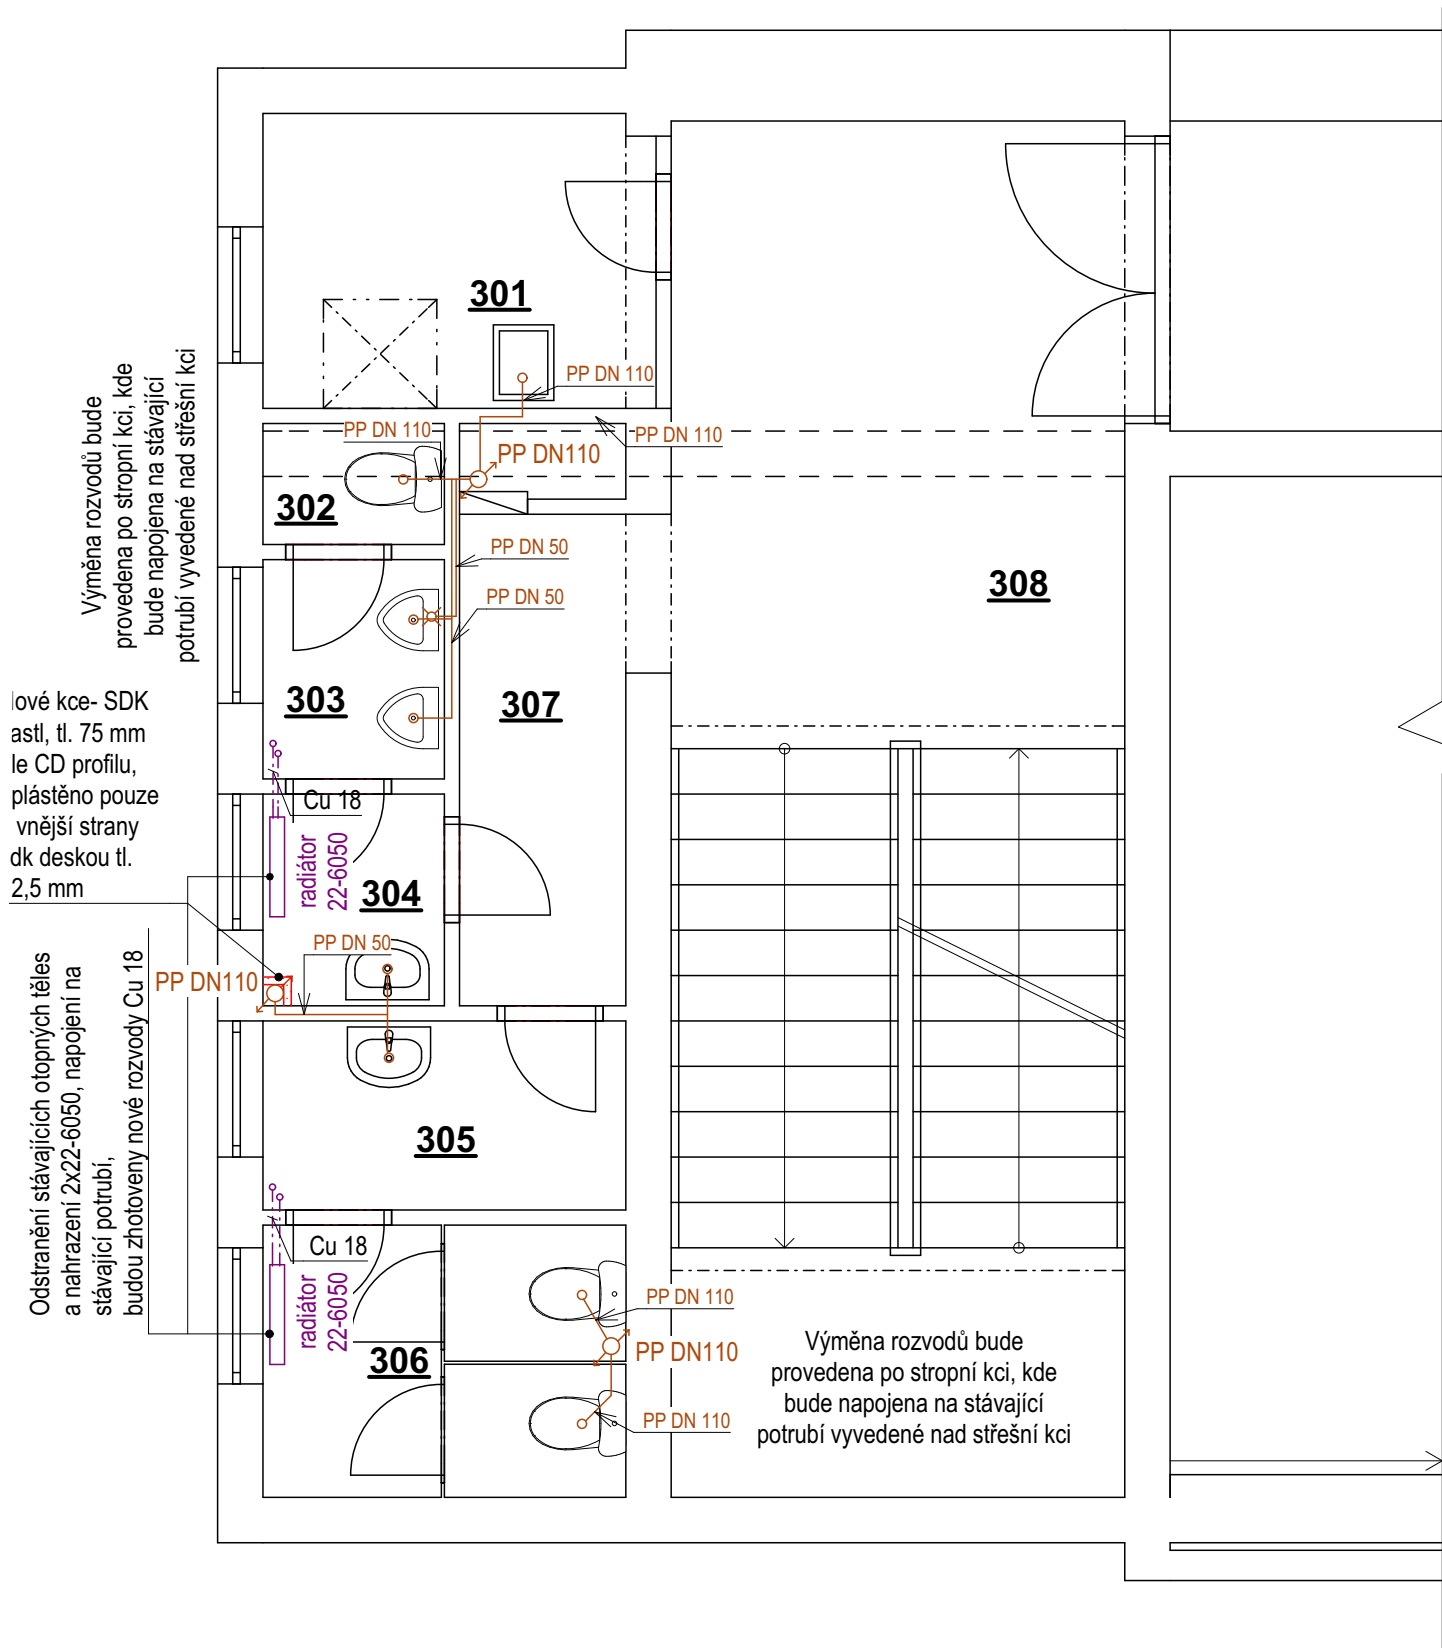 301
PP DN 110
PP DN 110
PP DN 110
PP DN110
302
Výměna rozvodů bude
provedena po stropní kci, kde
bude napojena na stávající
potrubí vyvedené nad střešní kci
PP DN 50
308
PP DN 50
303
307
lové kce- SDK
astl, tl. 75 mm
le CD profilu,
plástěno pouze
vnější strany
dk deskou tl.
2,5 mm
Cu 18
radiátor
22-6050
304
PP DN 50
PP DN110
Odstranění stávajících otopných těles
a nahrazení 2x22-6050, napojení na
stávající potrubí,
budou zhotoveny nové rozvody Cu 18
305
Cu 18
radiátor
22-6050
306
PP DN 110
PP DN110
PP DN 110
Výměna rozvodů bude
provedena po stropní kci, kde
bude napojena na stávající
potrubí vyvedené nad střešní kci